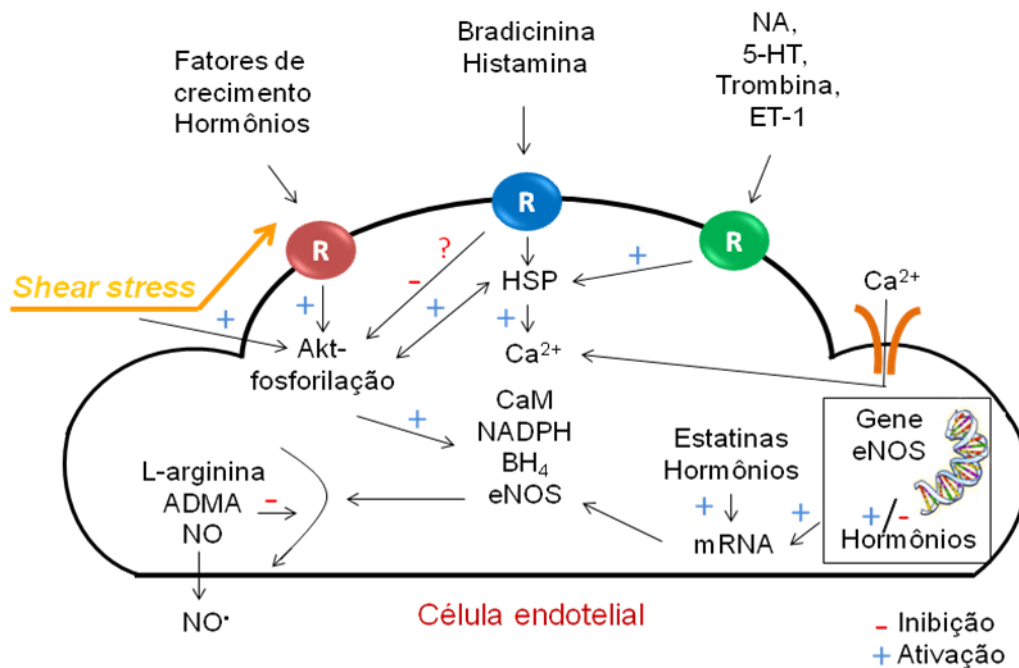 Fatores de
crecimento
Hormônios
Bradicinina
Histamina
NA,
5-HT,
Trombina,
ET-1
R
R
R
Shear stress
+
+
?
-
+
+
+
HSP
Ca²⁺
Ca²⁺
Akt-
fosforilação
+
CaM
NADPH
BH₄
eNOS
L-arginina
ADMA -
NO
NO•
Estatinas
Hormônios
+
mRNA
+
Gene
eNOS
+/-
Hormônios
Célula endotelial
- Inibição
+ Ativação